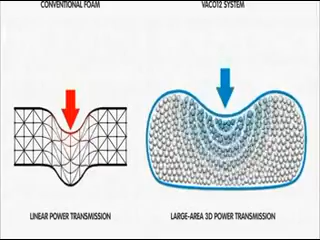 CONVENTIONAL FOAM
VACO12 SYSTEM
LINEAR POWER TRANSMISSION
LARGE-AREA 3D POWER TRANSMISSION